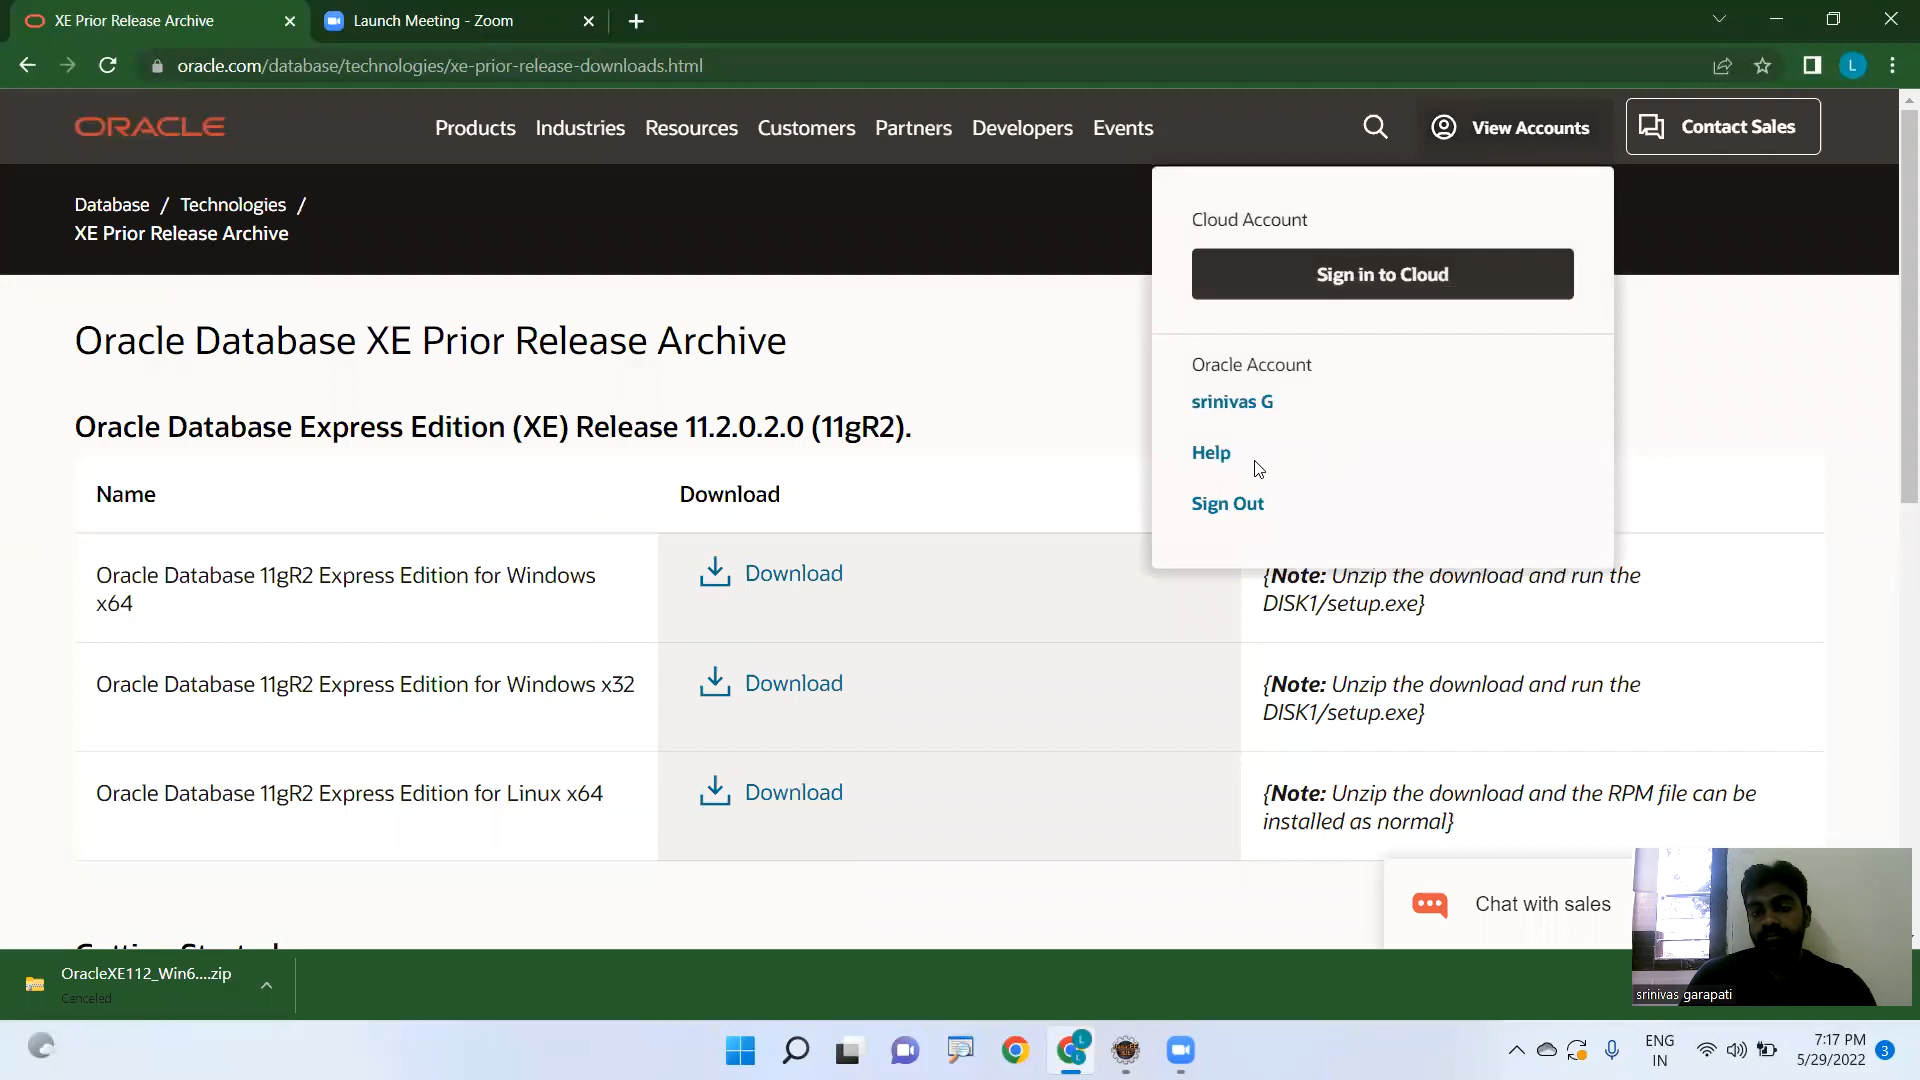 XE Prior Release Archive
Launch Meeting - Zoom
oracle.com/database/technologies/xe-prior-release-downloads.html
L
ORACLE
Products Industries Resources Customers Partners Developers Events
View Accounts
Contact Sales
Database / Technologies /
XE Prior Release Archive
Cloud Account
Sign in to Cloud
Oracle Account
srinivas G
Help
Sign Out
Oracle Database XE Prior Release Archive
Oracle Database Express Edition (XE) Release 11.2.0.2.0 (11gR2).
Name Download
Oracle Database 11gR2 Express Edition for Windows
x64
Download
{Note: Unzip the download and run the
DISK1/setup.exe}
Oracle Database 11gR2 Express Edition for Windows x32
Download
{Note: Unzip the download and run the
DISK1/setup.exe}
Oracle Database 11gR2 Express Edition for Linux x64
Download
{Note: Unzip the download and the RPM file can be
installed as normal}
Getting Started
Chat with sales
srinivas garapati
OracleXE112_Win6....zip
Canceled
L
L
ENG
IN
7:17 PM
5/29/2022
3